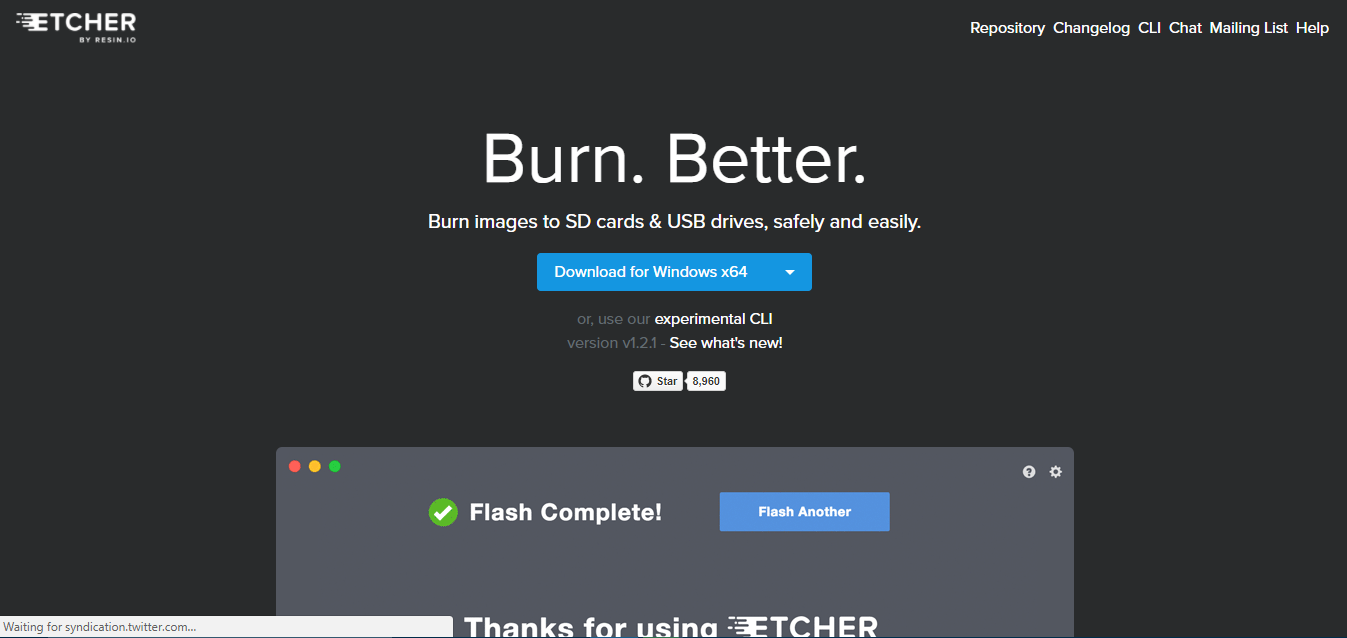 ETCHER
BY RESIN.IO
Repository Changelog CLI Chat Mailing List Help
Burn. Better.
Burn images to SD cards & USB drives, safely and easily.
Download for Windows x64
or, use our experimental CLI
version v1.2.1 - See what's new!
Star 8,960
Flash Complete!
Flash Another
Thanks for using ETCHER
Waiting for syndication.twitter.com...